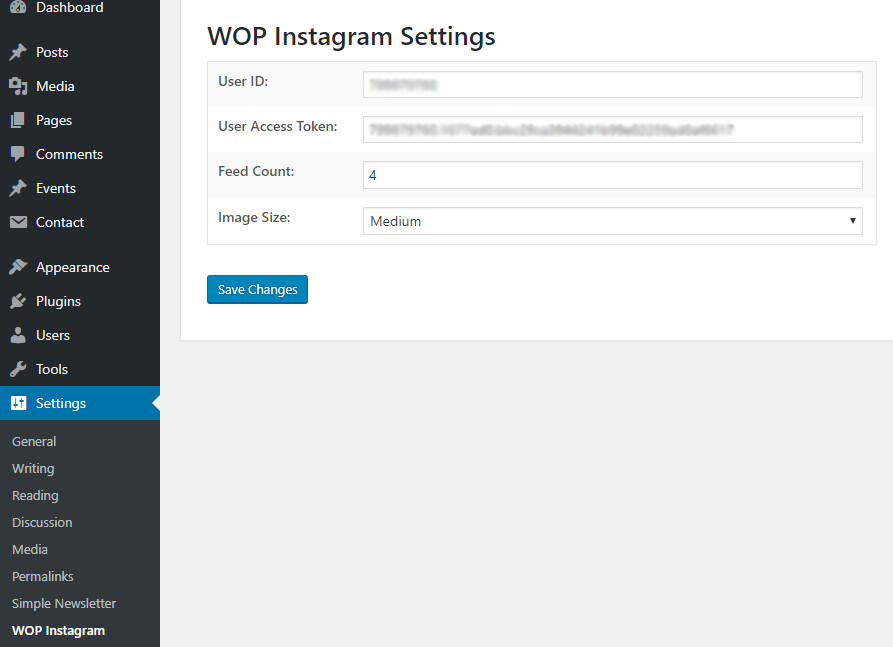 Dashboard
Posts
Media
Pages
Comments
Events
Contact
Appearance
Plugins
Users
Tools
Settings
General
Writing
Reading
Discussion
Media
Permalinks
Simple Newsletter
WOP Instagram
WOP Instagram Settings
User ID:
User Access Token:
Feed Count:
4
Image Size:
Medium
Save Changes